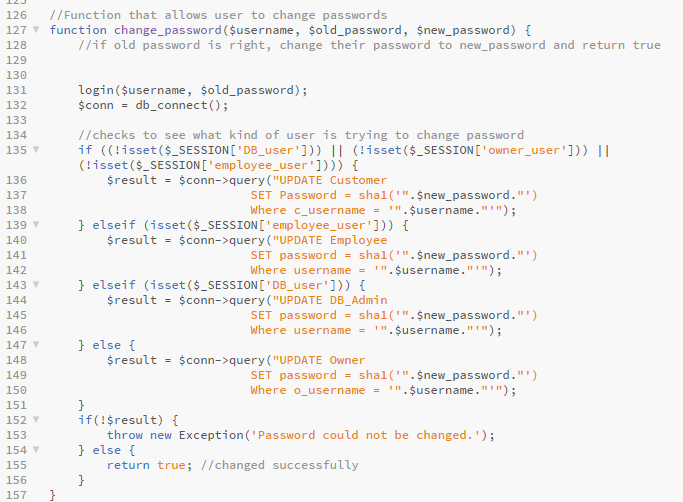 126 //Function that allows user to change passwords
127 function change_password($username, $old_password, $new_password) {
128     //if old password is right, change their password to new_password and return true
129
130
131     login($username, $old_password);
132     $conn = db_connect();
133
134     //checks to see what kind of user is trying to change password
135     if ((!isset($_SESSION['DB_user'])) || (!isset($_SESSION['owner_user'])) ||
    (!isset($_SESSION['employee_user']))) {
136         $result = $conn->query("UPDATE Customer
137                             SET Password = sha1('".$new_password."')
138                             Where c_username = '".$username."'");
139     } elseif (isset($_SESSION['employee_user'])) {
140         $result = $conn->query("UPDATE Employee
141                             SET password = sha1('".$new_password."')
142                             Where username = '".$username."'");
143     } elseif (isset($_SESSION['DB_user'])) {
144         $result = $conn->query("UPDATE DB_Admin
145                             SET password = sha1('".$new_password."')
146                             Where username = '".$username."'");
147     } else {
148         $result = $conn->query("UPDATE Owner
149                             SET password = sha1('".$new_password."')
150                             Where o_username = '".$username."'");
151     }
152     if(!$result) {
153         throw new Exception('Password could not be changed.');
154     } else {
155         return true; //changed successfully
156     }
157 }